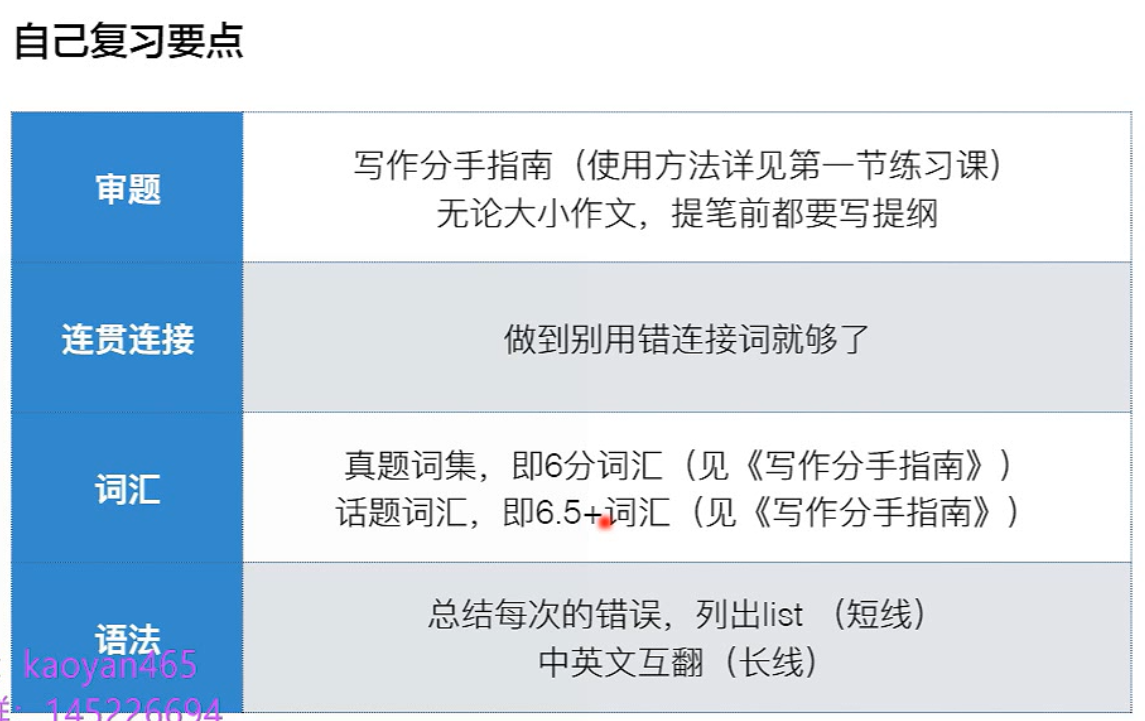 自己复习要点
审题
写作分手指南（使用方法详见第一节练习课）
无论大小作文，提笔前都要写提纲
连贯连接
做到别用错连接词就够了
词汇
真题词集，即6分词汇（见《写作分手指南》）
话题词汇，即6.5+词汇（见《写作分手指南》）
语法
总结每次的错误，列出list （短线）
中英文互翻（长线）
kaoyan465
145226694